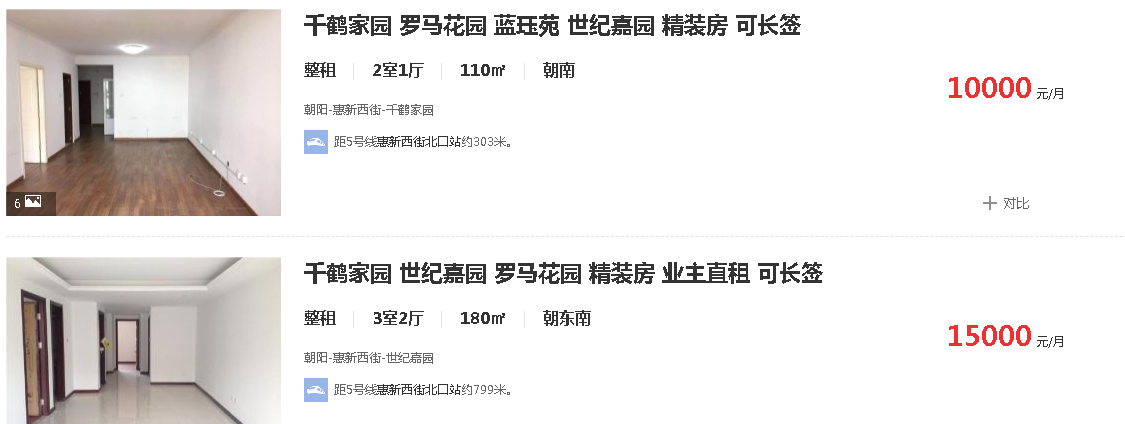 千鹤家园 罗马花园 蓝珏苑 世纪嘉园 精装房 可长签
整租 2室1厅 110㎡ 朝南
10000 元/月
朝阳-惠新西街-千鹤家园
距5号线惠新西街北口站约303米。
6
对比
千鹤家园 世纪嘉园 罗马花园 精装房 业主直租 可长签
整租 3室2厅 180㎡ 朝东南
15000 元/月
朝阳-惠新西街-世纪嘉园
距5号线惠新西街北口站约799米。